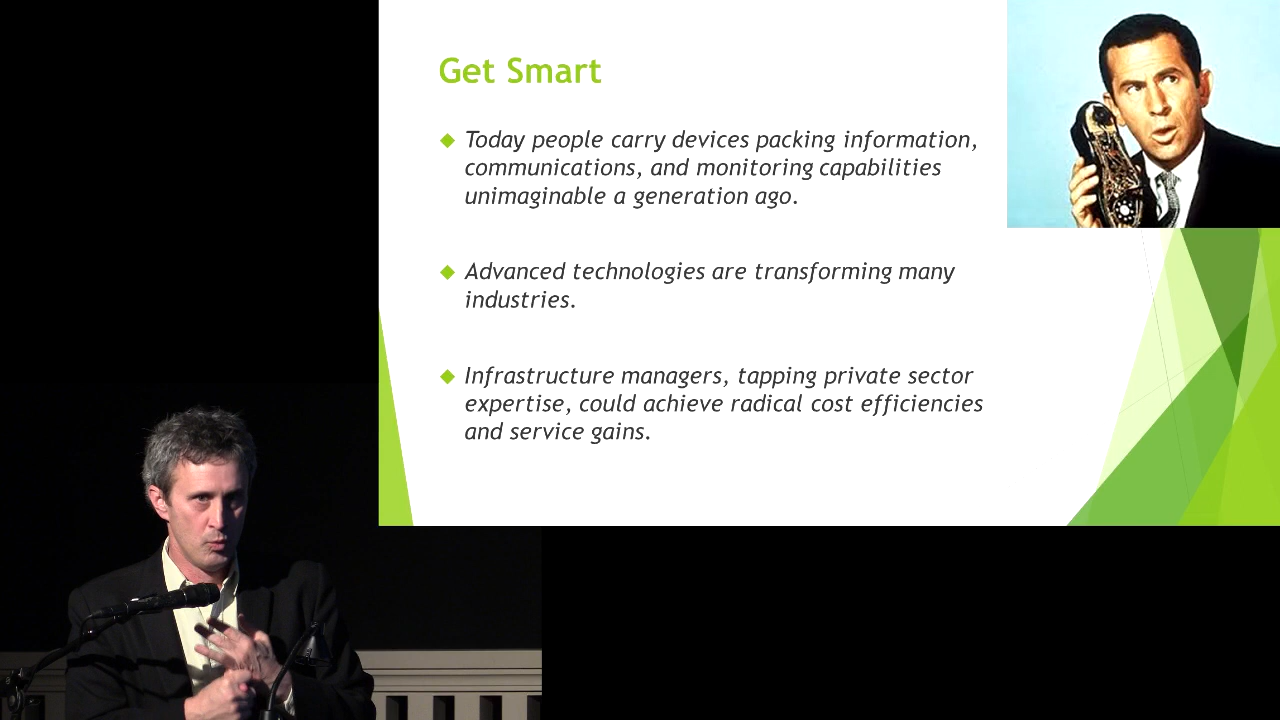 Get Smart
Today people carry devices packing information,
communications, and monitoring capabilities
unimaginable a generation ago.
Advanced technologies are transforming many
industries.
Infrastructure managers, tapping private sector
expertise, could achieve radical cost efficiencies
and service gains.